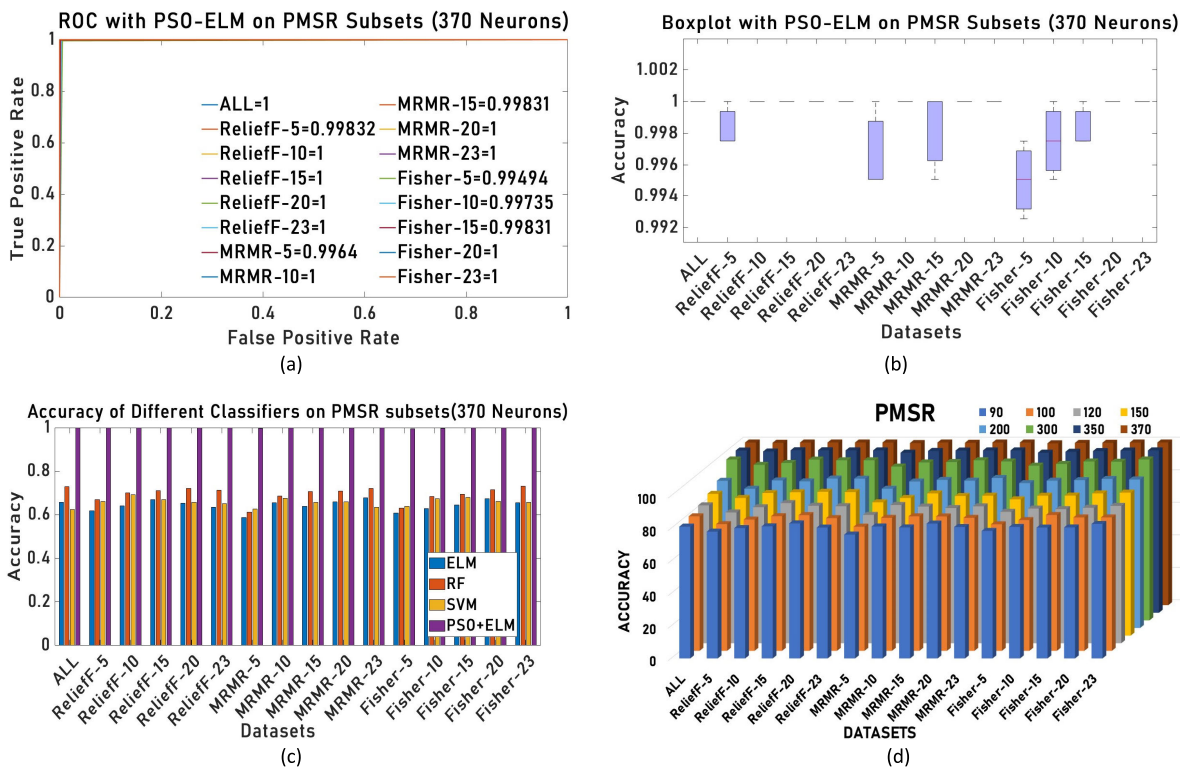 ROC with PSO-ELM on PMSR Subsets (370 Neurons)
True Positive Rate
1
0.8
0.6
0.4
0.2
0
ALL=1
ReliefF-5=0.99832
ReliefF-10=1
ReliefF-15=1
ReliefF-20=1
ReliefF-23=1
MRMR-5=0.9964
MRMR-10=1
MRMR-15=0.99831
MRMR-20=1
MRMR-23=1
Fisher-5=0.99494
Fisher-10=0.99735
Fisher-15=0.99831
Fisher-20=1
Fisher-23=1
0 0.2 0.4 0.6 0.8 1
False Positive Rate
(a)
Boxplot with PSO-ELM on PMSR Subsets (370 Neurons)
Accuracy
1.002
1
0.998
0.996
0.994
0.992
ALL
ReliefF-5
ReliefF-10
ReliefF-15
ReliefF-20
ReliefF-23
MRMR-5
MRMR-10
MRMR-15
MRMR-20
MRMR-23
Fisher-5
Fisher-10
Fisher-15
Fisher-20
Fisher-23
Datasets
(b)
Accuracy of Different Classifiers on PMSR subsets(370 Neurons)
Accuracy
1
0.8
0.6
0.4
0.2
0
ELM
RF
SVM
PSO+ELM
ALL
ReliefF-5
ReliefF-10
ReliefF-15
ReliefF-20
ReliefF-23
MRMR-5
MRMR-10
MRMR-15
MRMR-20
MRMR-23
Fisher-5
Fisher-10
Fisher-15
Fisher-20
Fisher-23
Datasets
(c)
PMSR
90 100 120 150
200 300 350 370
ACCURACY
100
80
60
40
20
0
ALL
ReliefF-5
ReliefF-10
ReliefF-15
ReliefF-20
ReliefF-23
MRMR-5
MRMR-10
MRMR-15
MRMR-20
MRMR-23
Fisher-5
Fisher-10
Fisher-15
Fisher-20
Fisher-23
DATASETS
(d)